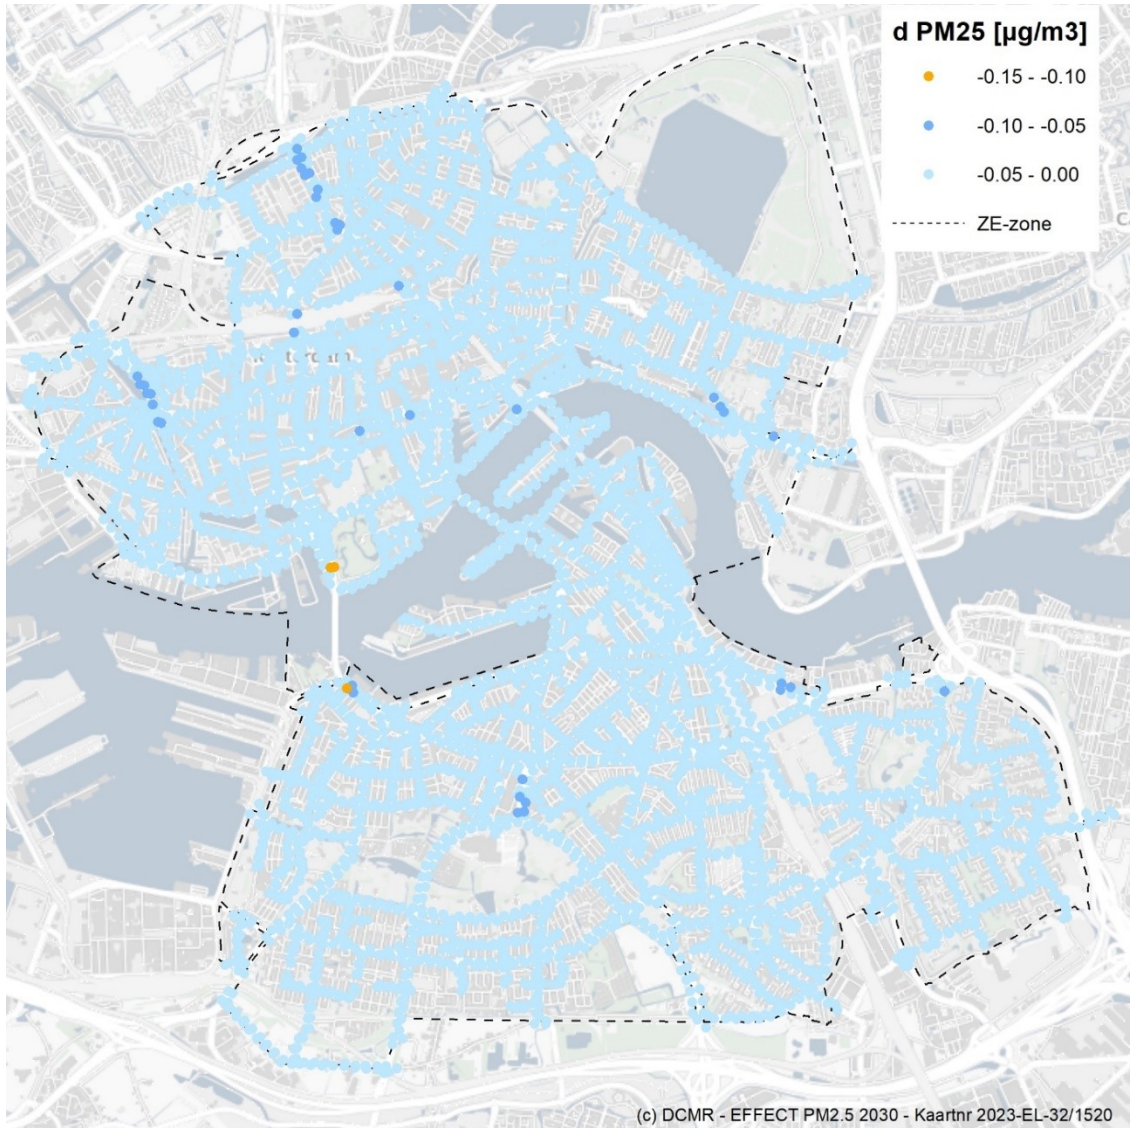 d PM25 [µg/m3]
-0.15 - -0.10
-0.10 - -0.05
-0.05 - 0.00
ZE-zone
(c) DCMR - EFFECT PM2.5 2030 - Kaartnr 2023-EL-32/1520